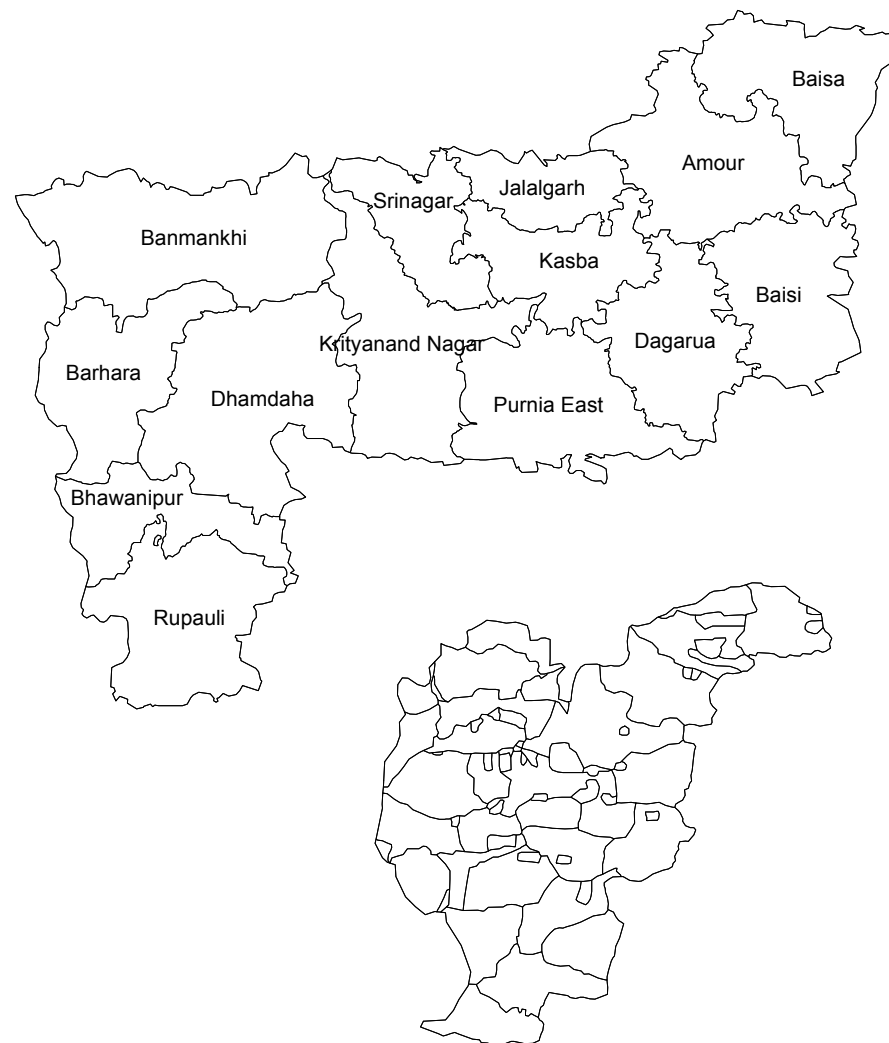 Baisa
Amour
Jalalgarh
Srinagar
Banmankhi
Kasba
Baisi
Krityanand Nagar
Dagarua
Barhara
Dhamdaha
Purnia East
Bhawanipur
Rupauli